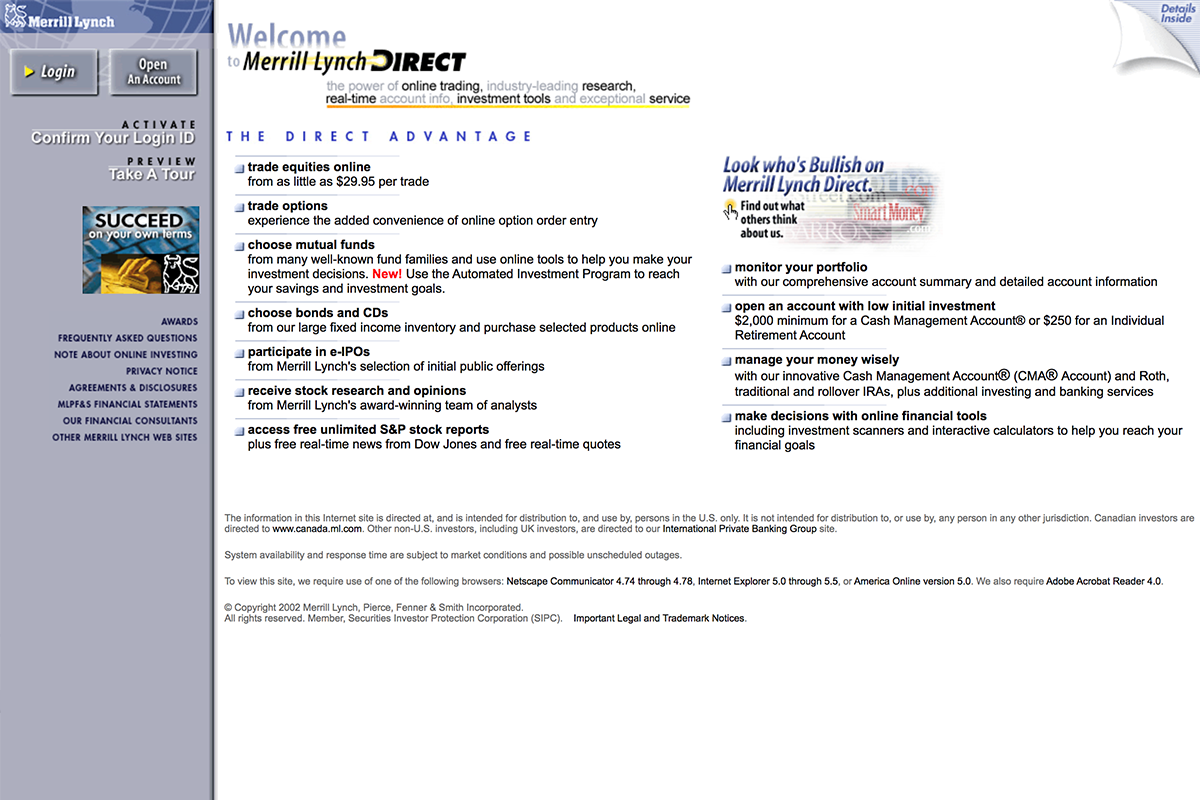 Merrill Lynch
Login
Open
An Account
ACTIVATE
Confirm Your Login ID
PREVIEW
Take A Tour
SUCCEED
on your own terms
AWARDS
FREQUENTLY ASKED QUESTIONS
NOTE ABOUT ONLINE INVESTING
PRIVACY NOTICE
AGREEMENTS & DISCLOSURES
MLPF&S FINANCIAL STATEMENTS
OUR FINANCIAL CONSULTANTS
OTHER MERRILL LYNCH WEB SITES
Details
Inside
Welcome
to Merrill Lynch DIRECT
the power of online trading, industry-leading research,
real-time account info, investment tools and exceptional service
THE DIRECT ADVANTAGE
trade equities online
from as little as $29.95 per trade
trade options
experience the added convenience of online option order entry
choose mutual funds
from many well-known fund families and use online tools to help you make your
investment decisions. New! Use the Automated Investment Program to reach
your savings and investment goals.
choose bonds and CDs
from our large fixed income inventory and purchase selected products online
participate in e-IPOs
from Merrill Lynch's selection of initial public offerings
receive stock research and opinions
from Merrill Lynch's award-winning team of analysts
access free unlimited S&P stock reports
plus free real-time news from Dow Jones and free real-time quotes
Look who's Bullish on
Merrill Lynch Direct.
Find out what
others think
about us.
SmartMoney
.com
monitor your portfolio
with our comprehensive account summary and detailed account information
open an account with low initial investment
$2,000 minimum for a Cash Management Account® or $250 for an Individual
Retirement Account
manage your money wisely
with our innovative Cash Management Account® (CMA® Account) and Roth,
traditional and rollover IRAs, plus additional investing and banking services
make decisions with online financial tools
including investment scanners and interactive calculators to help you reach your
financial goals
The information in this Internet site is directed at, and is intended for distribution to, and use by, persons in the U.S. only. It is not intended for distribution to, or use by, any person in any other jurisdiction. Canadian investors are
directed to www.canada.ml.com. Other non-U.S. investors, including UK investors, are directed to our International Private Banking Group site.
System availability and response time are subject to market conditions and possible unscheduled outages.
To view this site, we require use of one of the following browsers: Netscape Communicator 4.74 through 4.78, Internet Explorer 5.0 through 5.5, or America Online version 5.0. We also require Adobe Acrobat Reader 4.0.
© Copyright 2002 Merrill Lynch, Pierce, Fenner & Smith Incorporated.
All rights reserved. Member, Securities Investor Protection Corporation (SIPC). Important Legal and Trademark Notices.